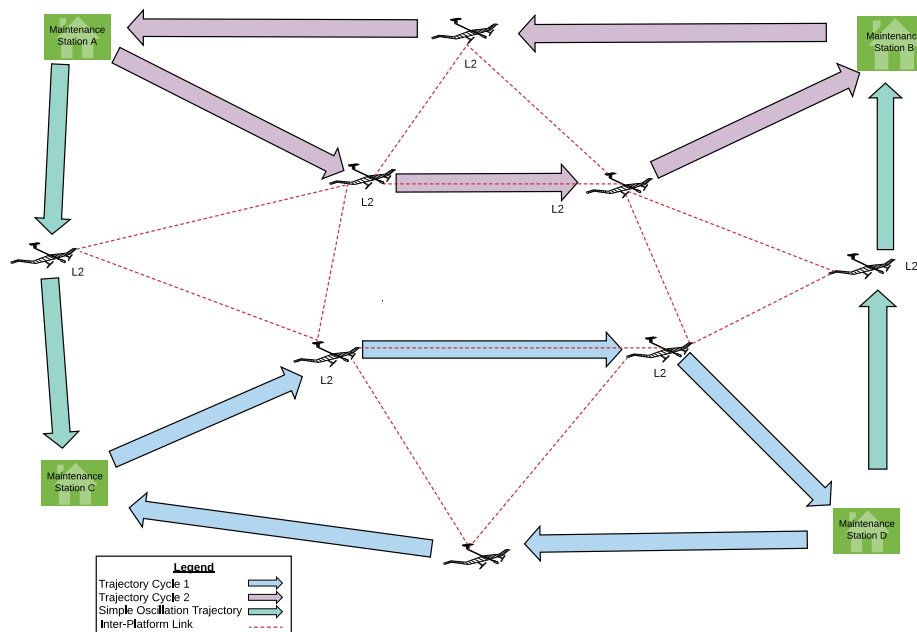 Maintenance
Station A
Maintenance
Station B
L2
L2
L2
L2
L2
L2
L2
Maintenance
Station C
Maintenance
Station D
Legend
Trajectory Cycle 1
Trajectory Cycle 2
Simple Oscillation Trajectory
Inter-Platform Link